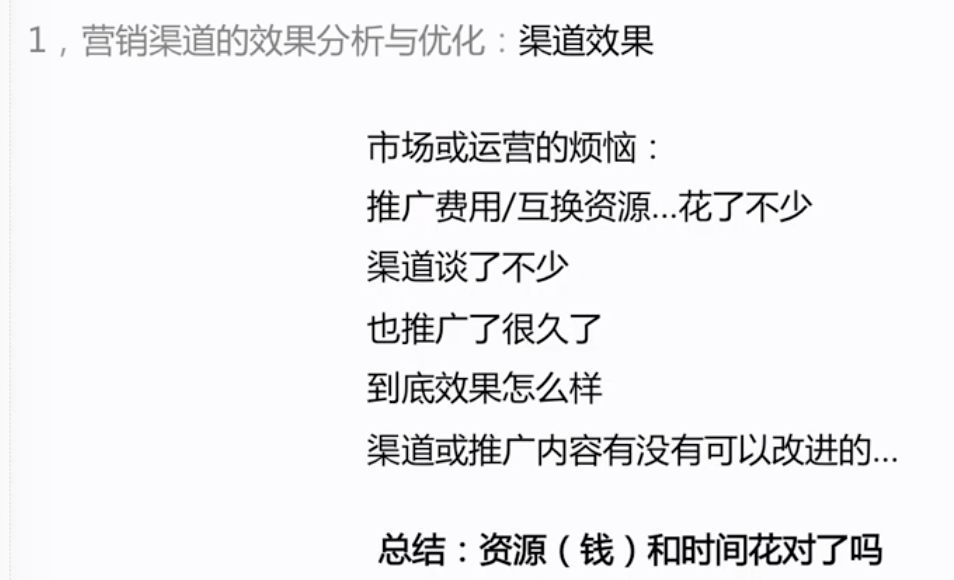 1，营销渠道的效果分析与优化：渠道效果
市场或运营的烦恼：
推广费用/互换资源...花了不少
渠道谈了不少
也推广了很久了
到底效果怎么样
渠道或推广内容有没有可以改进的...
总结：资源（钱）和时间花对了吗